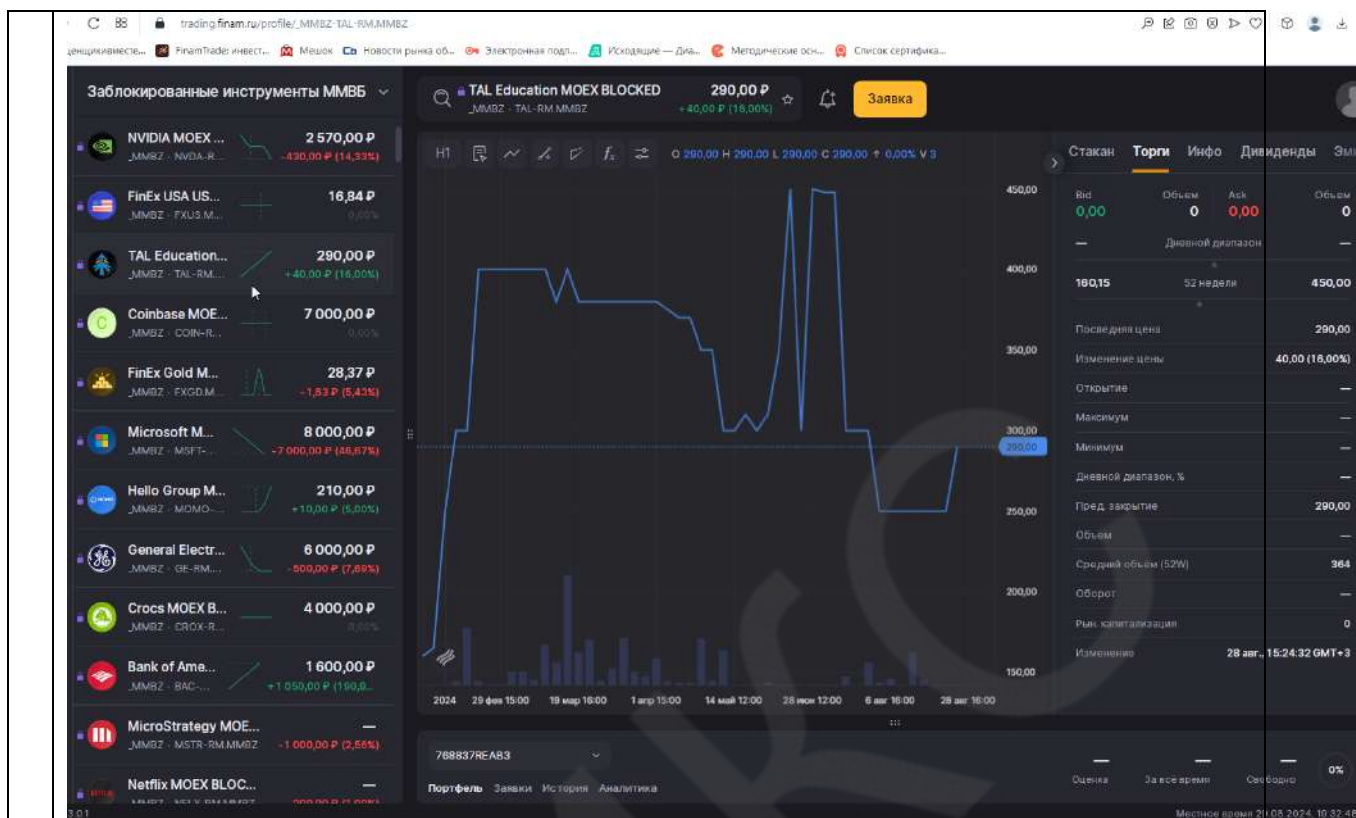 trading.finam.ru/profile/_MMBZ-TAL-RM.MMBZ
ценщикивместе... FinamTrade: инвест... Мешок Новости рынка об... Электронная подп... Исходящие — Диа... Методические осн... Список сертифика...
Заблокированные инструменты ММВБ
TAL Education MOEX BLOCKED 290,00 ₽
_MMBZ · TAL-RM.MMBZ +40,00 ₽ (16,00%)
Заявка
NVIDIA MOEX ... 2 570,00 ₽
_MMBZ · NVDA-R... -430,00 ₽ (14,33%)
FinEx USA US... 16,84 ₽
_MMBZ · FXUS.M... 0,00%
TAL Education... 290,00 ₽
_MMBZ · TAL-RM.... +40,00 ₽ (16,00%)
Coinbase MOE... 7 000,00 ₽
_MMBZ · COIN-R... 0,00%
FinEx Gold M... 28,37 ₽
_MMBZ · FXGD.M... -1,63 ₽ (5,43%)
Microsoft M... 8 000,00 ₽
_MMBZ · MSFT-... -7 000,00 ₽ (46,67%)
Hello Group M... 210,00 ₽
_MMBZ · MOMO-... +10,00 ₽ (5,00%)
General Electr... 6 000,00 ₽
_MMBZ · GE-RM.... -500,00 ₽ (7,69%)
Crocs MOEX B... 4 000,00 ₽
_MMBZ · CROX-R... 0,00%
Bank of Ame... 1 600,00 ₽
_MMBZ · BAC-... +1 050,00 ₽ (190,9...
MicroStrategy MOE... —
_MMBZ · MSTR-RM.MMBZ -1 000,00 ₽ (2,56%)
Netflix MOEX BLOC... —
H1 O 290,00 H 290,00 L 290,00 C 290,00 0,00% V 3
450,00
400,00
350,00
300,00
290,00
250,00
200,00
150,00
2024 29 фев 15:00 19 мар 16:00 1 апр 15:00 14 май 12:00 28 июн 12:00 6 авг 16:00 28 авг 16:00
768837REAB3
Портфель Заявки История Аналитика
Стакан Торги Инфо Дивиденды Эми
Bid Объем Ask Объем
0,00 0 0,00 0
— Дневной диапазон —
160,15 52 недели 450,00
Последняя цена 290,00
Изменение цены 40,00 (16,00%)
Открытие —
Максимум —
Минимум —
Дневной диапазон, % —
Пред. закрытие 290,00
Объем —
Средний объем (52W) 364
Оборот —
Рын. капитализация 0
Изменение 28 авг., 15:24:32 GMT+3
— — — 0%
Оценка За все время Свободно
Местное время 29.08.2024, 10:32:48